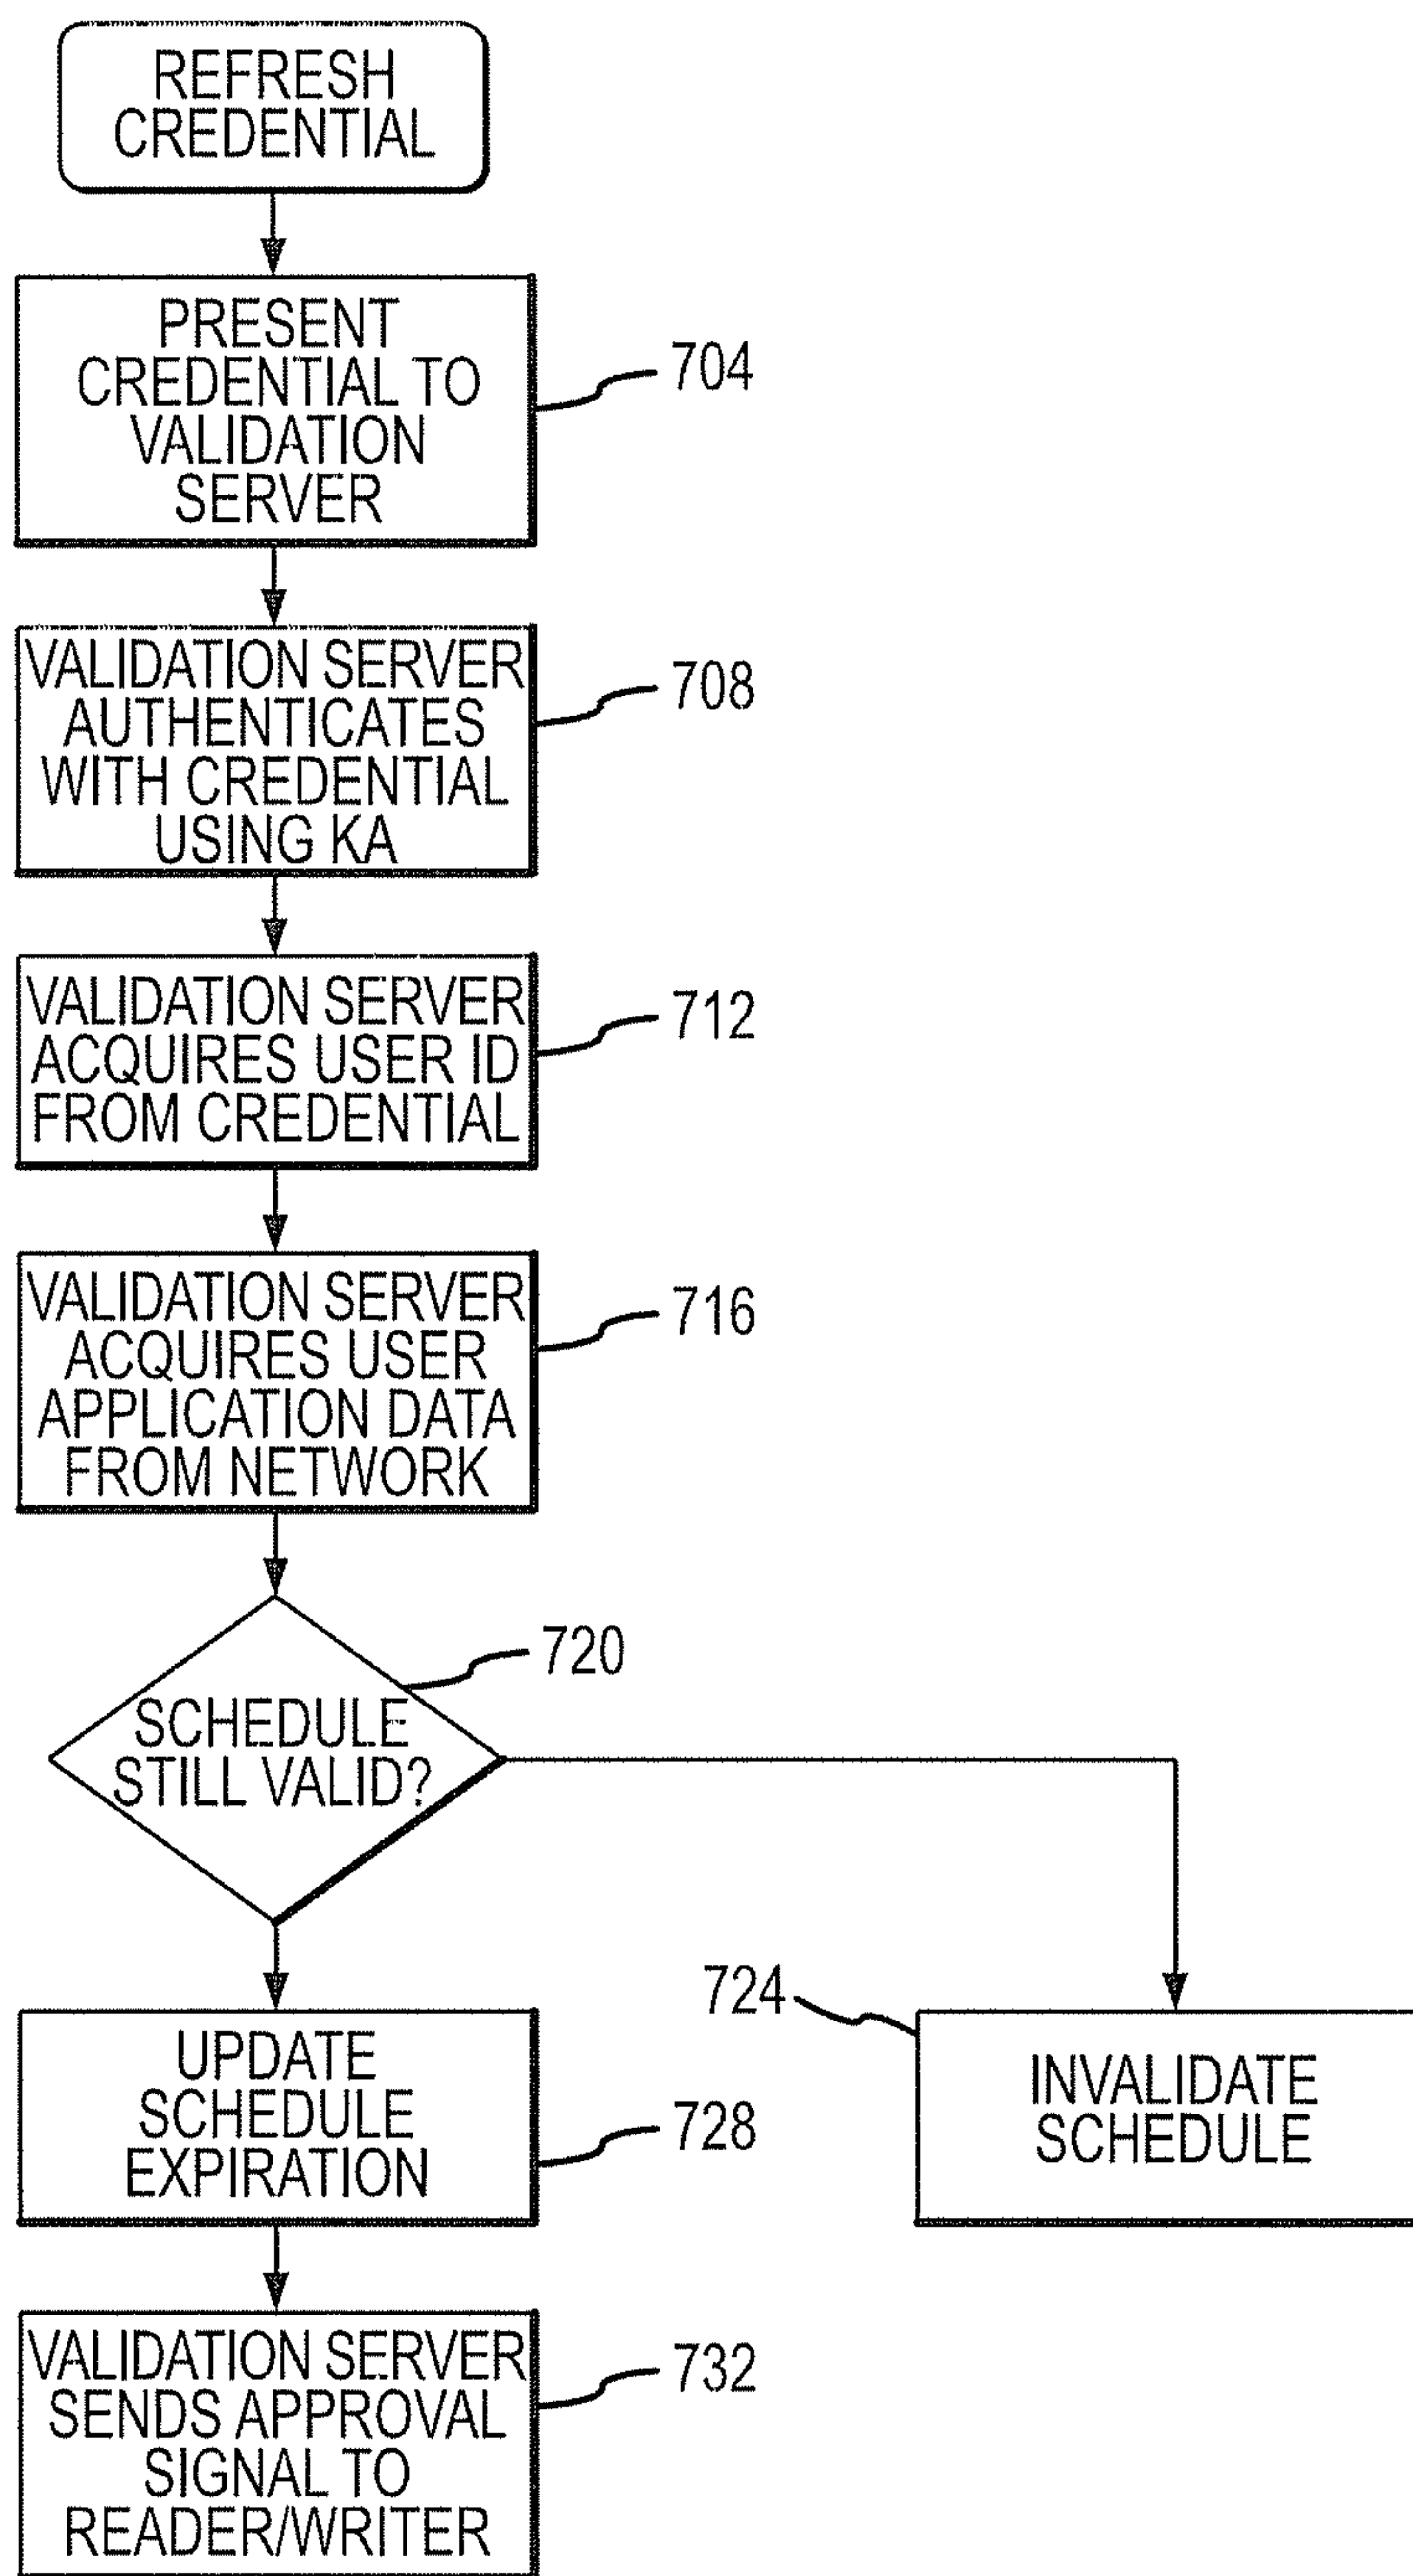 REFRESH
CREDENTIAL
PRESENT
CREDENTIAL TO
VALIDATION
SERVER
704
VALIDATION SERVER
AUTHENTICATES
WITH CREDENTIAL
USING KA
708
VALIDATION SERVER
ACQUIRES USER ID
FROM CREDENTIAL
712
VALIDATION SERVER
ACQUIRES USER
APPLICATION DATA
FROM NETWORK
716
720
SCHEDULE
STILL VALID?
724
INVALIDATE
SCHEDULE
UPDATE
SCHEDULE
EXPIRATION
728
VALIDATION SERVER
SENDS APPROVAL
SIGNAL TO
READER/WRITER
732